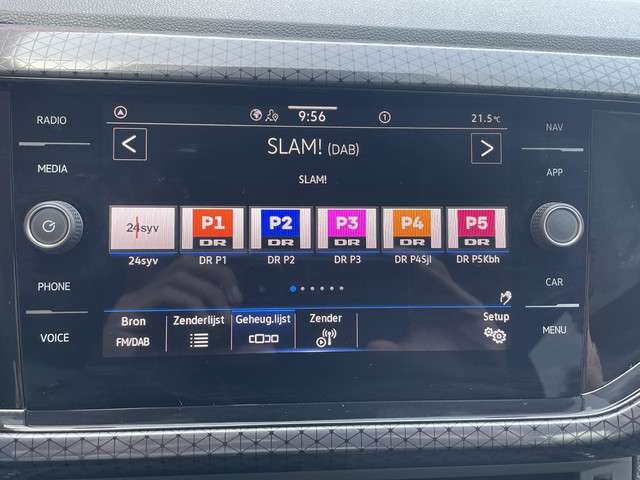 RADIO
MEDIA
PHONE
VOICE
9:56
1
21.5°C
NAV
APP
CAR
MENU
< SLAM! (DAB) >
SLAM!
24syv P1 DR P2 DR P3 DR P4 DR P5 DR
24syv DR P1 DR P2 DR P3 DR P4Sjl DR P5Kbh
Bron Zenderlijst Geheug.lijst Zender Setup
FM/DAB